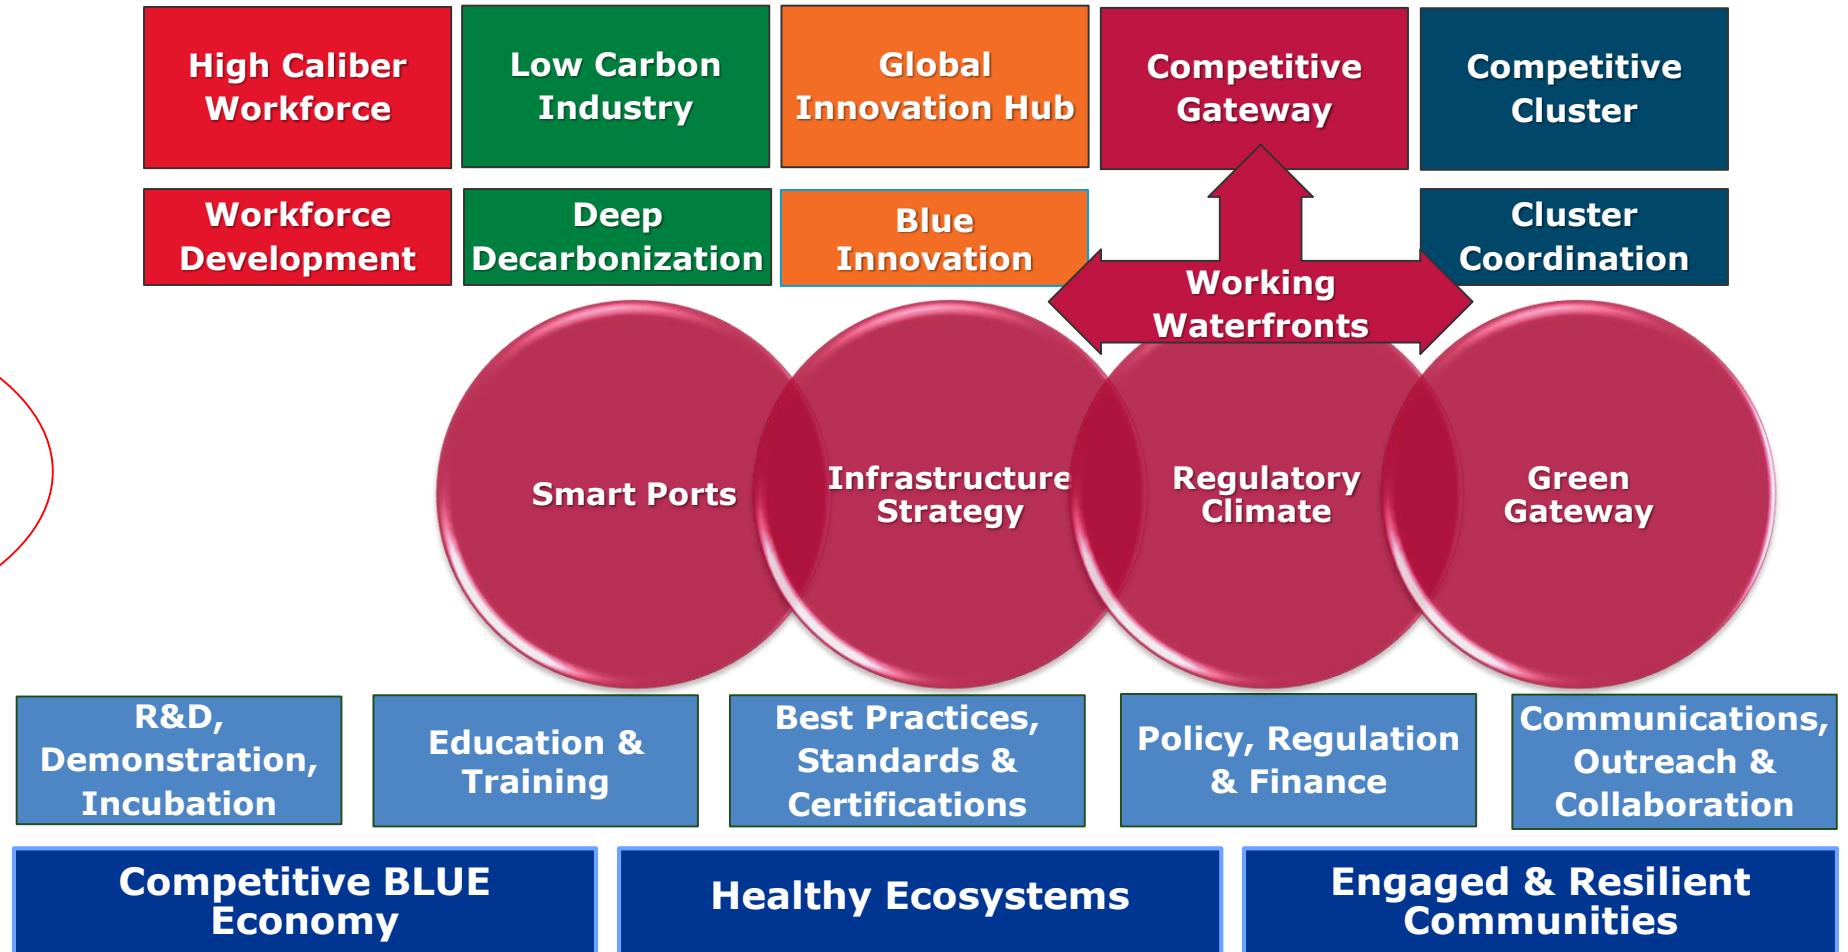 High Caliber
Workforce
Low Carbon
Industry
Global
Innovation Hub
Competitive
Gateway
Competitive
Cluster
Workforce
Development
Deep
Decarbonization
Blue
Innovation
Working
Waterfronts
Cluster
Coordination
Smart Ports
Infrastructure
Strategy
Regulatory
Climate
Green
Gateway
R&D,
Demonstration,
Incubation
Education &
Training
Best Practices,
Standards &
Certifications
Policy, Regulation
& Finance
Communications,
Outreach &
Collaboration
Competitive BLUE
Economy
Healthy Ecosystems
Engaged & Resilient
Communities